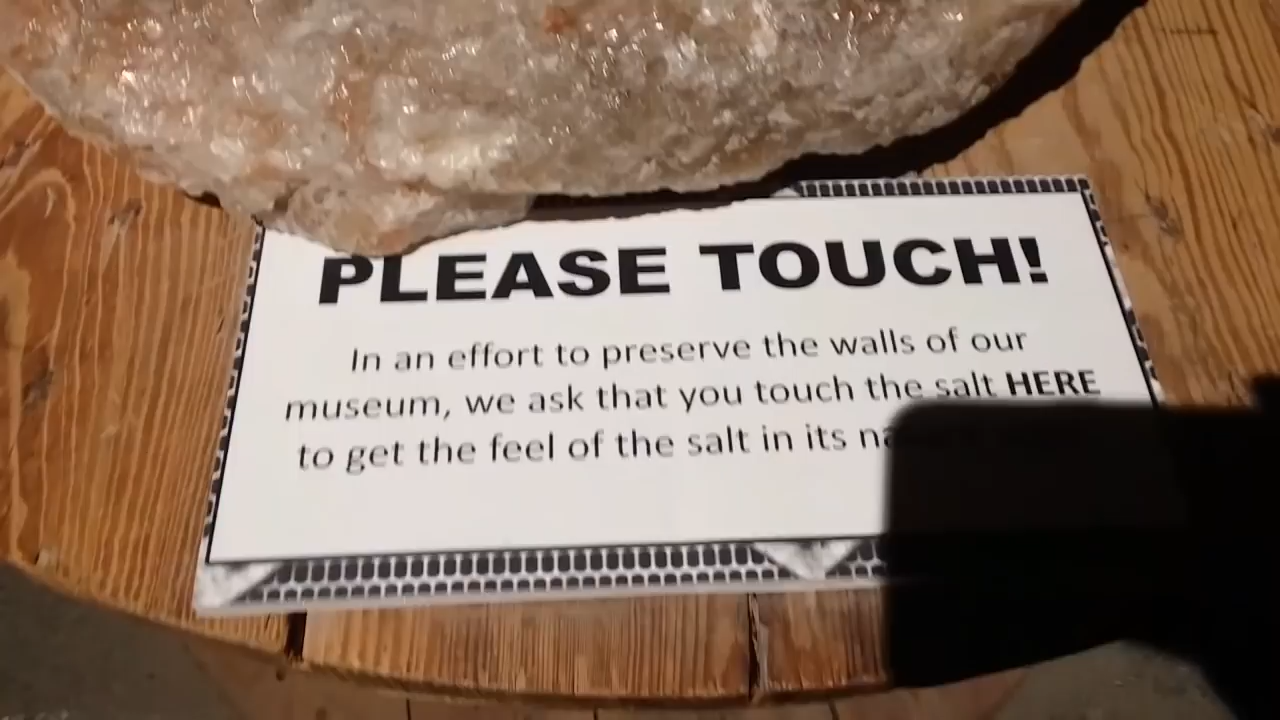 PLEASE TOUCH!
In an effort to preserve the walls of our
museum, we ask that you touch the salt HERE
to get the feel of the salt in its